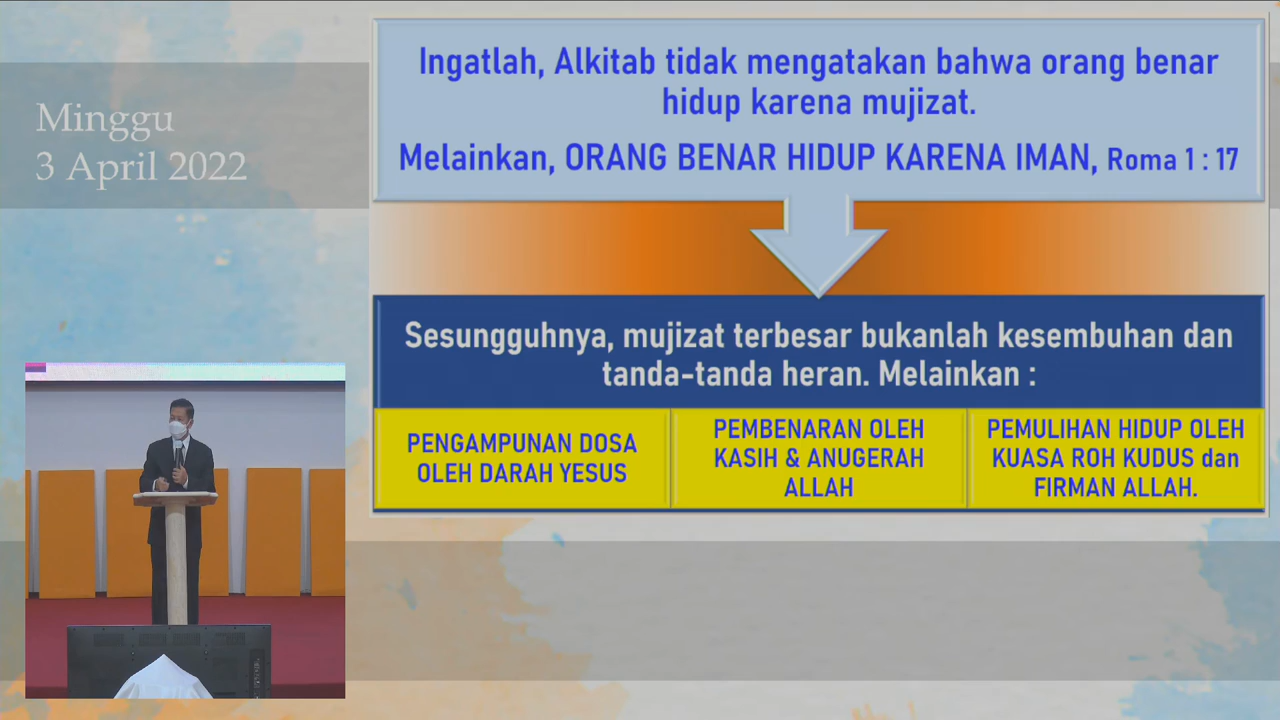 Minggu
3 April 2022
Ingatlah, Alkitab tidak mengatakan bahwa orang benar
hidup karena mujizat.
Melainkan, ORANG BENAR HIDUP KARENA IMAN, Roma 1 : 17
Sesungguhnya, mujizat terbesar bukanlah kesembuhan dan
tanda-tanda heran. Melainkan :
PENGAMPUNAN DOSA
OLEH DARAH YESUS
PEMBENARAN OLEH
KASIH & ANUGERAH
ALLAH
PEMULIHAN HIDUP OLEH
KUASA ROH KUDUS dan
FIRMAN ALLAH.